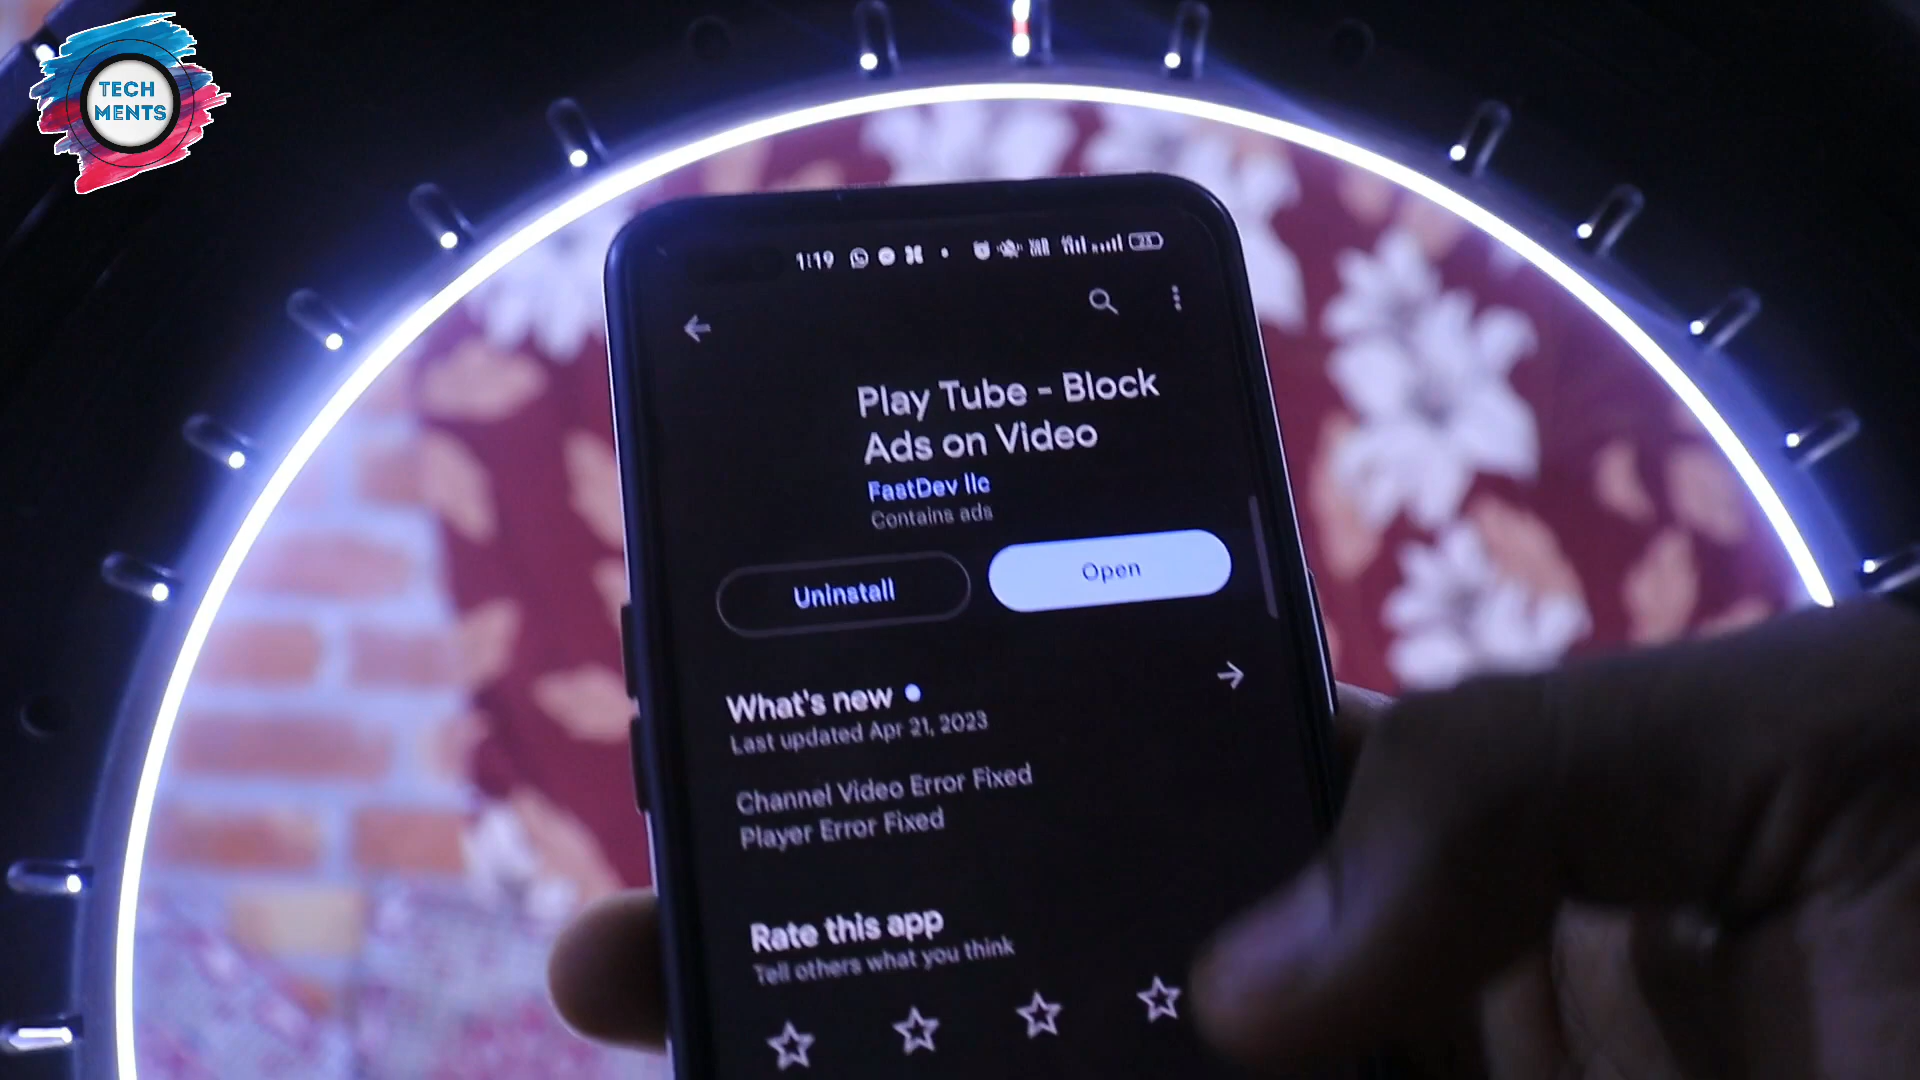 TECH
MENTS
1:19
23
Play Tube - Block
Ads on Video
FastDev llc
Contains ads
Uninstall
Open
What's new
Last updated Apr 21, 2023
Channel Video Error Fixed
Player Error Fixed
Rate this app
Tell others what you think